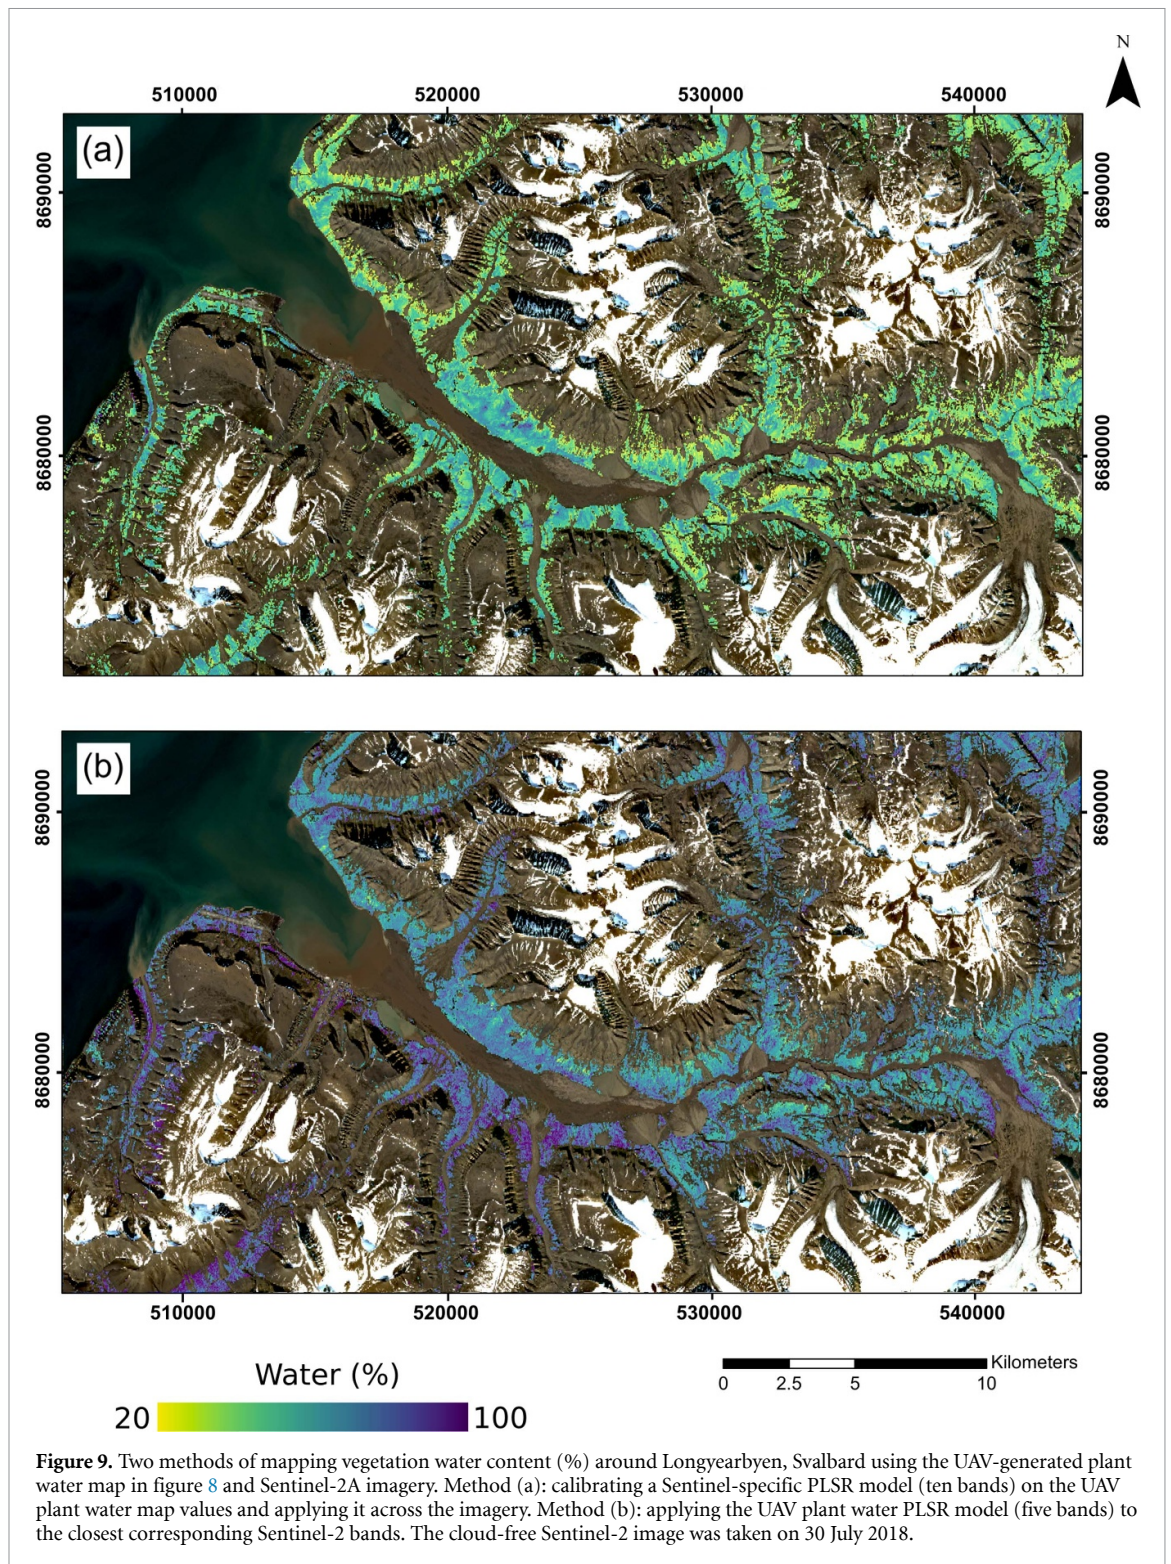 N
510000 520000 530000 540000
(a)
8690000 8690000
8680000 8680000
(b)
8690000 8690000
8680000 8680000
510000 520000 530000 540000
Water (%)
20 100
Kilometers
0 2.5 5 10
Figure 9. Two methods of mapping vegetation water content (%) around Longyearbyen, Svalbard using the UAV-generated plant
water map in figure 8 and Sentinel-2A imagery. Method (a): calibrating a Sentinel-specific PLSR model (ten bands) on the UAV
plant water map values and applying it across the imagery. Method (b): applying the UAV plant water PLSR model (five bands) to
the closest corresponding Sentinel-2 bands. The cloud-free Sentinel-2 image was taken on 30 July 2018.